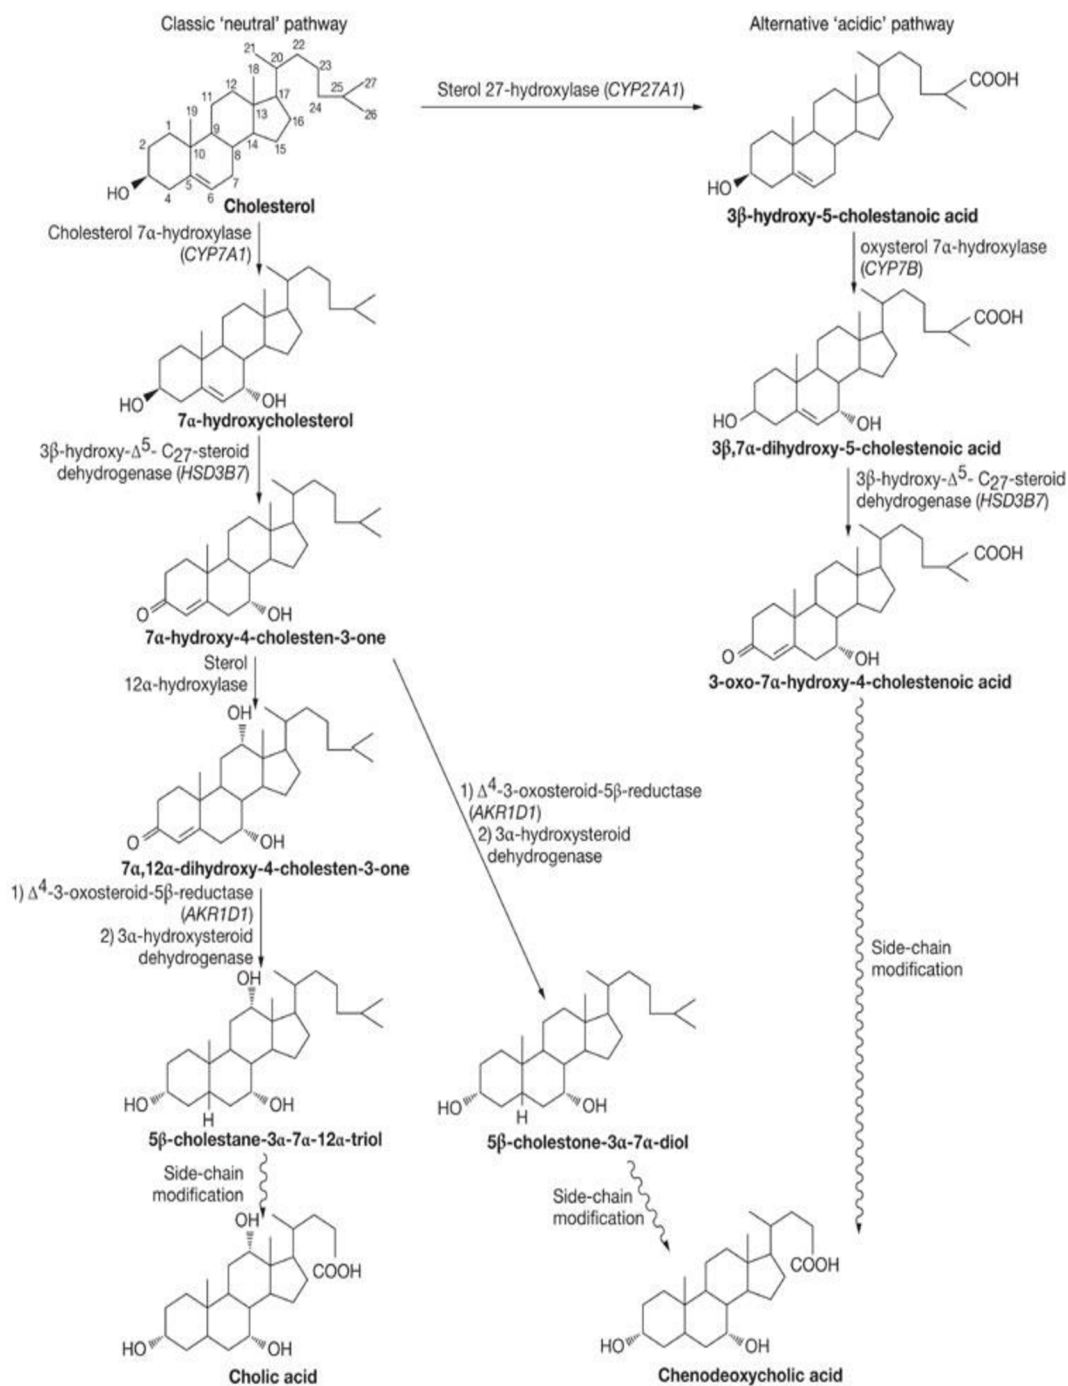 Classic ‘neutral’ pathway
Alternative ‘acidic’ pathway
21
20
22
23
18
12
11
17
24
25
27
26
19
13
16
1
9
14
15
2
10
8
HO
5
7
4
6
Cholesterol
Sterol 27-hydroxylase (CYP27A1)
COOH
HO
3β-hydroxy-5-cholestanoic acid
Cholesterol 7α-hydroxylase
(CYP7A1)
oxysterol 7α-hydroxylase
(CYP7B)
HO
OH
7α-hydroxycholesterol
COOH
HO
OH
3β,7α-dihydroxy-5-cholestenoic acid
3β-hydroxy-Δ5- C27-steroid
dehydrogenase (HSD3B7)
3β-hydroxy-Δ5- C27-steroid
dehydrogenase (HSD3B7)
O
OH
7α-hydroxy-4-cholesten-3-one
COOH
O
OH
3-oxo-7α-hydroxy-4-cholestenoic acid
Sterol
12α-hydroxylase
OH
O
OH
7α,12α-dihydroxy-4-cholesten-3-one
1) Δ4-3-oxosteroid-5β-reductase
(AKR1D1)
2) 3α-hydroxysteroid
dehydrogenase
1) Δ4-3-oxosteroid-5β-reductase
(AKR1D1)
2) 3α-hydroxysteroid
dehydrogenase
Side-chain
modification
OH
HO
OH
H
5β-cholestane-3α-7α-12α-triol
HO
OH
H
5β-cholestone-3α-7α-diol
Side-chain
modification
Side-chain
modification
OH
COOH
HO
OH
Cholic acid
COOH
HO
OH
Chenodeoxycholic acid